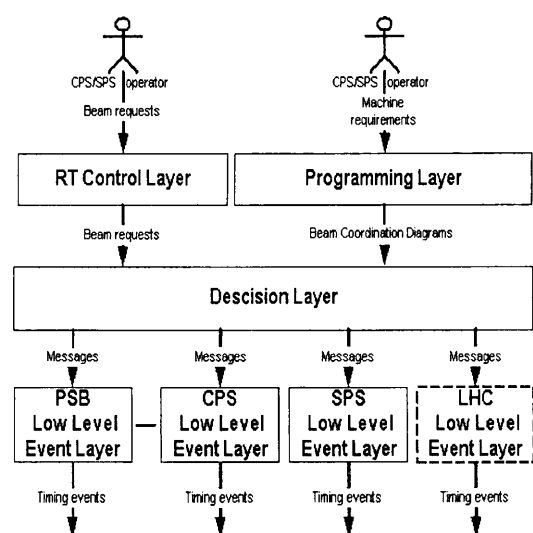 CPS/SPS operator
CPS/SPS operator
Beam requests
Machine
requirements
RT Control Layer
Programming Layer
Beam requests
Beam Coordination Diagrams
Descision Layer
Messages
Messages
Messages
Messages
PSB
Low Level
Event Layer
CPS
Low Level
Event Layer
SPS
Low Level
Event Layer
LHC
Low Level
Event Layer
Timing events
Timing events
Timing events
Timing events